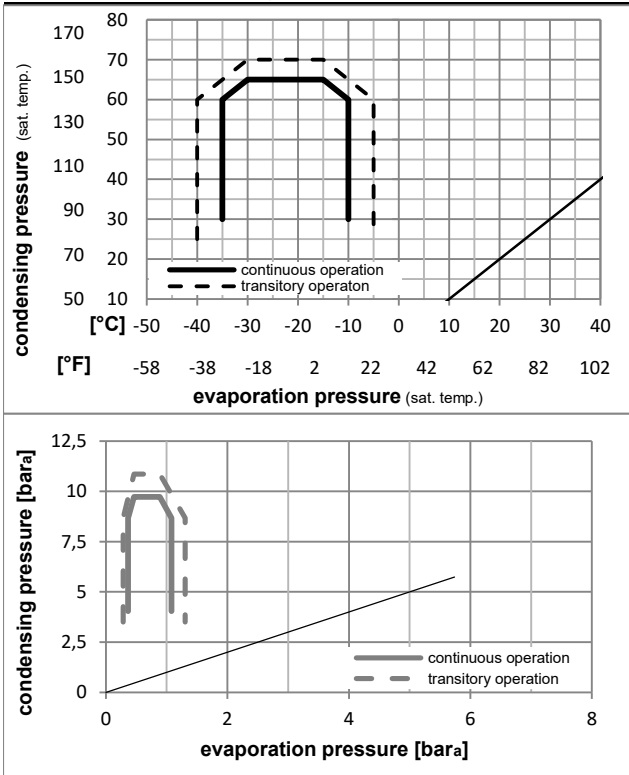 condensing pressure (sat. temp.)
170 70
150 60
130 50
110 40
90 30
70 20
50 10
continuous operation
transitory operaton
[°C] -50 -40 -30 -20 -10 0 10 20 30 40
[°F] -58 -38 -18 2 22 42 62 82 102
evaporation pressure (sat. temp.)
condensing pressure [bara]
12,5
10
7,5
5
2,5
0
continuous operation
transitory operation
0 2 4 6 8
evaporation pressure [bara]